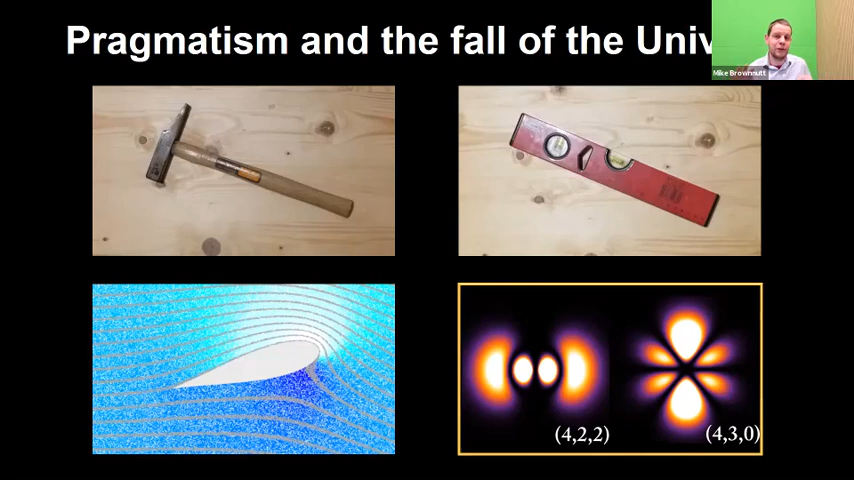 Pragmatism and the fall of the Univ
Mike Brownnutt
(4,2,2)
(4,3,0)